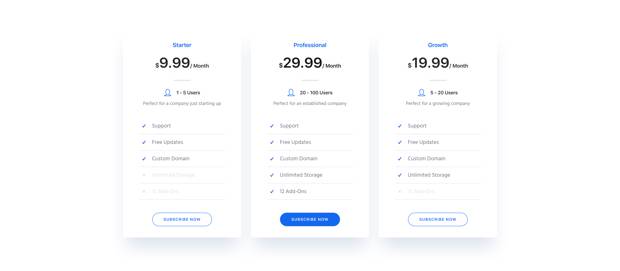 Starter
$9.99/ Month
1 - 5 Users
Perfect for a company just starting up
Support
Free Updates
Custom Domain
Unlimited Storage
12 Add-Ons
SUBSCRIBE NOW
Professional
$29.99/ Month
20 - 100 Users
Perfect for an established company
Support
Free Updates
Custom Domain
Unlimited Storage
12 Add-Ons
SUBSCRIBE NOW
Growth
$19.99/ Month
5 - 20 Users
Perfect for a growing company
Support
Free Updates
Custom Domain
Unlimited Storage
12 Add-Ons
SUBSCRIBE NOW